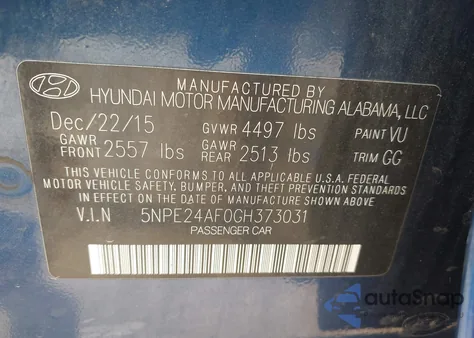 MANUFACTURED BY
HYUNDAI MOTOR MANUFACTURING ALABAMA, LLC
Dec/22/15 GVWR 4497 lbs PAINT VU
GAWR FRONT 2557 lbs GAWR REAR 2513 lbs TRIM GG
THIS VEHICLE CONFORMS TO ALL APPLICABLE U.S.A. FEDERAL
MOTOR VEHICLE SAFETY, BUMPER, AND THEFT PREVENTION STANDARDS
IN EFFECT ON THE DATE OF MANUFACTURE SHOWN ABOVE.
V.I.N 5NPE24AF0GH373031
PASSENGER CAR
autoSnap